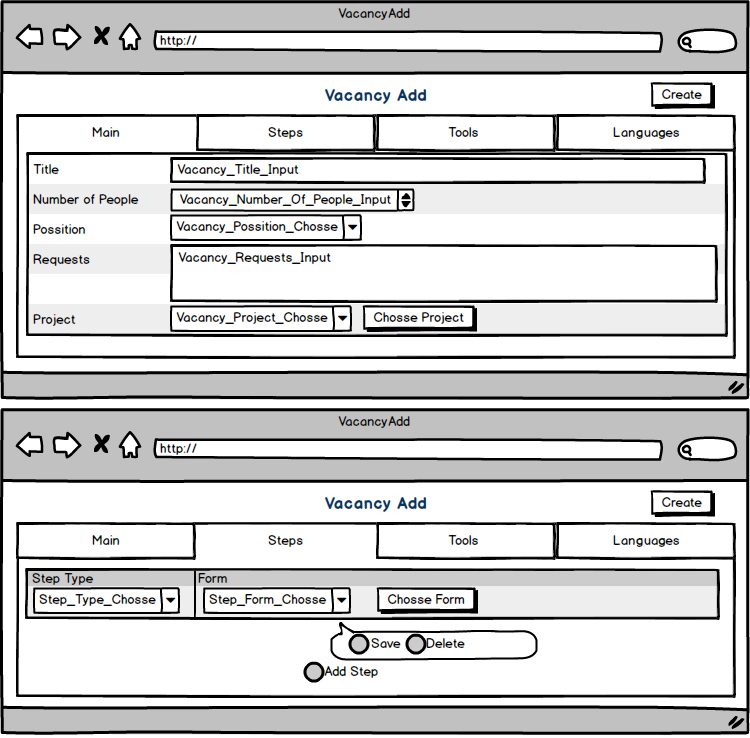 VacancyAdd
http://
Vacancy Add
Create
Main Steps Tools Languages
Title Vacancy_Title_Input
Number of People Vacancy_Number_Of_People_Input
Possition Vacancy_Possition_Chosse
Requests Vacancy_Requests_Input
Project Vacancy_Project_Chosse Chosse Project
VacancyAdd
http://
Vacancy Add
Create
Main Steps Tools Languages
Step Type Form
Step_Type_Chosse Step_Form_Chosse Chosse Form
Save Delete
Add Step